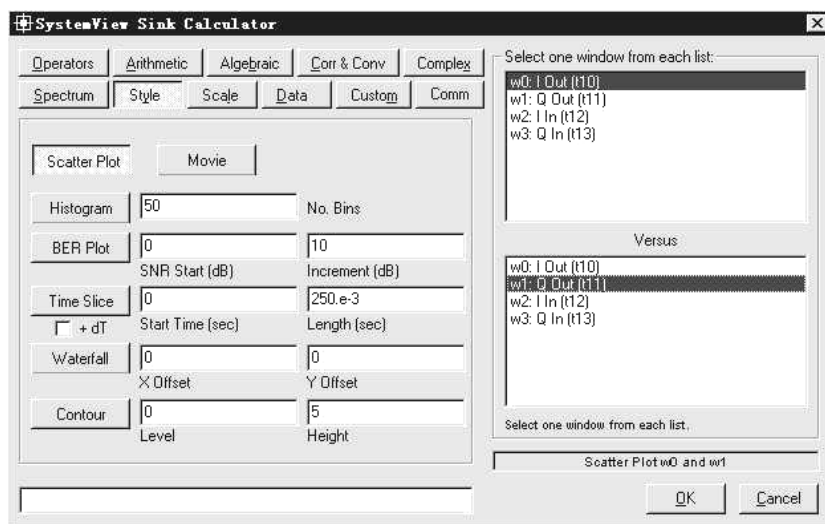 SystemView Sink Calculator
Operators Arithmetic Algebraic Corr & Conv Complex
Spectrum Style Scale Data Custom Comm
Scatter Plot Movie
Histogram 50 No. Bins
BER Plot 0 10
SNR Start (dB) Increment (dB)
Time Slice 0 250.e-3
+ dT Start Time (sec) Length (sec)
Waterfall 0 0
X Offset Y Offset
Contour 0 5
Level Height
Select one window from each list:
w0: I Out (t10)
w1: Q Out (t11)
w2: I In (t12)
w3: Q In (t13)
Versus
w0: I Out (t10)
w1: Q Out (t11)
w2: I In (t12)
w3: Q In (t13)
Select one window from each list.
Scatter Plot w0 and w1
OK Cancel